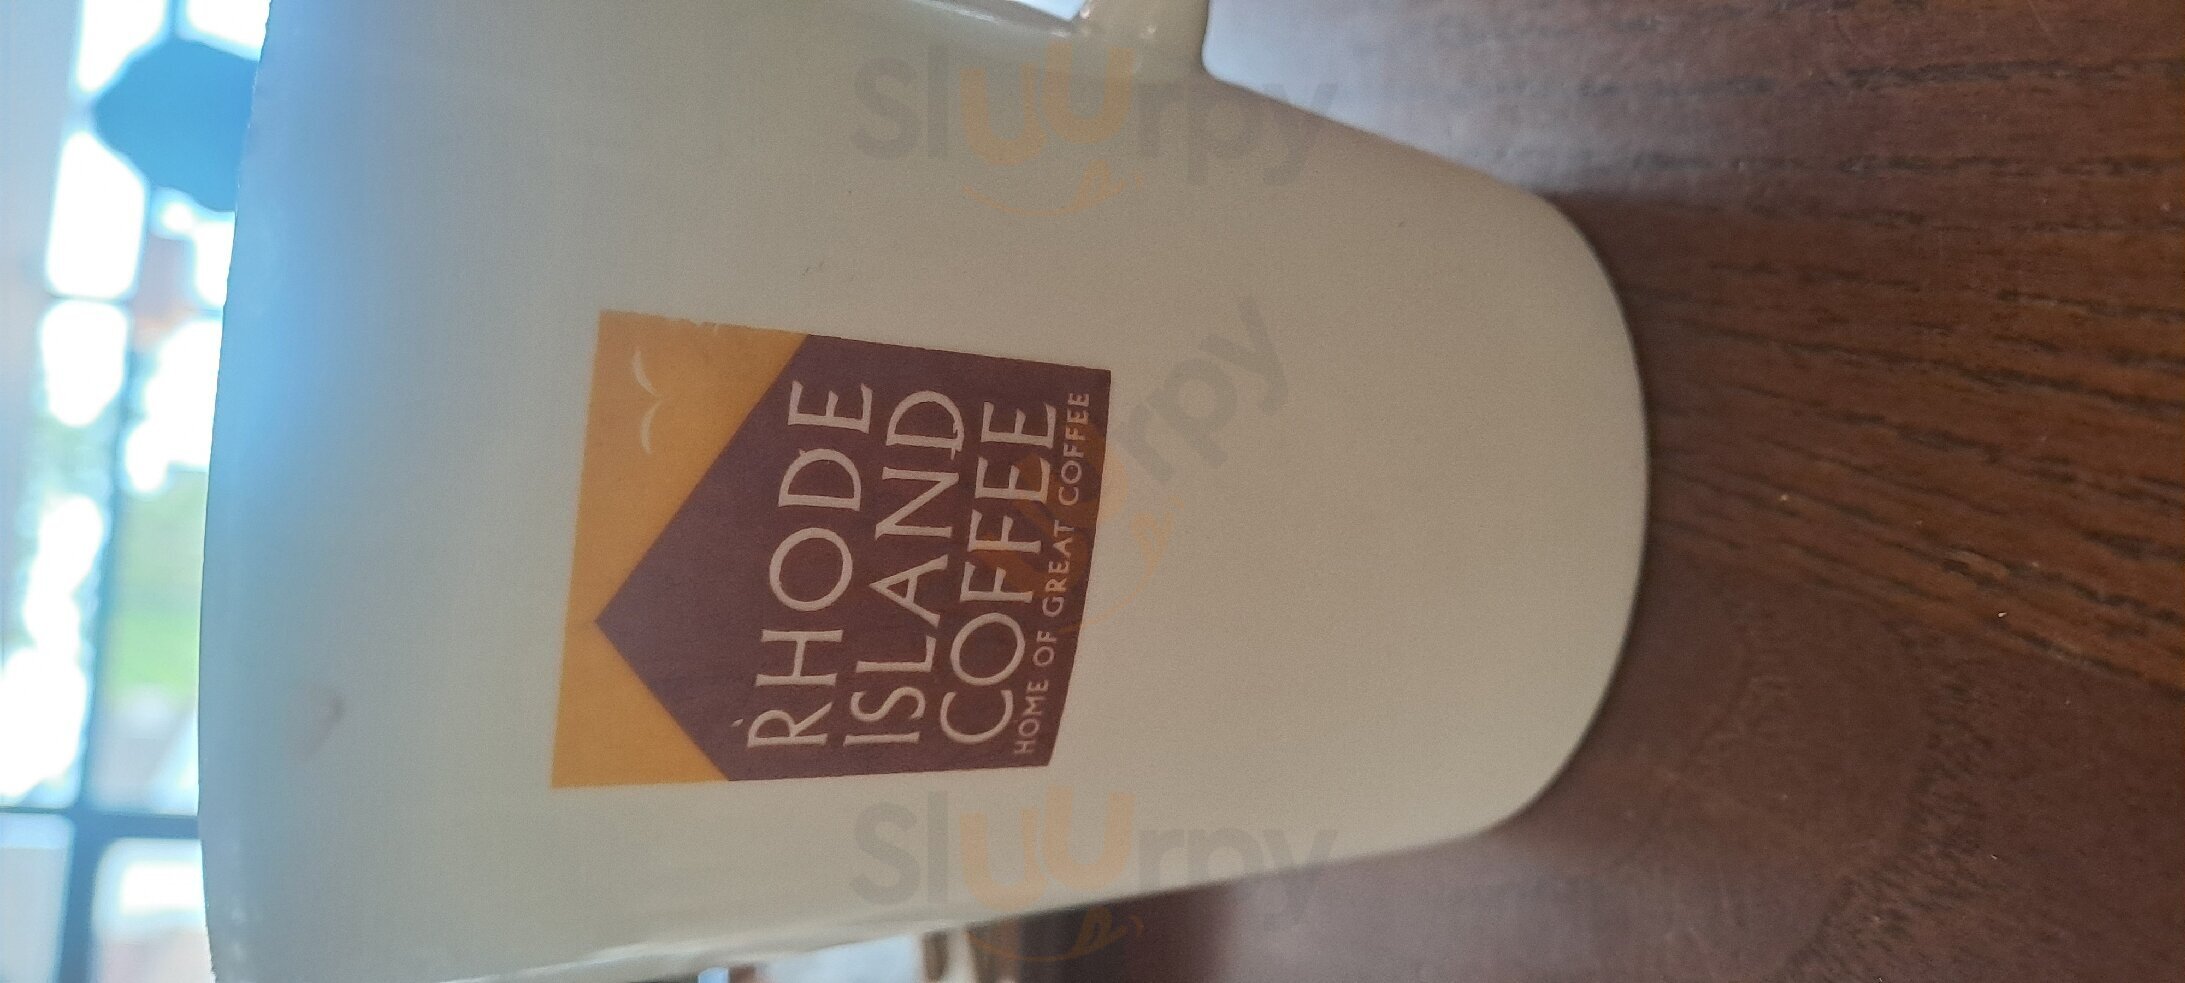 RHODE
ISLAND
COFFEE
HOME OF GREAT COFFEE
sluurpy
sluurpy
sluurpy